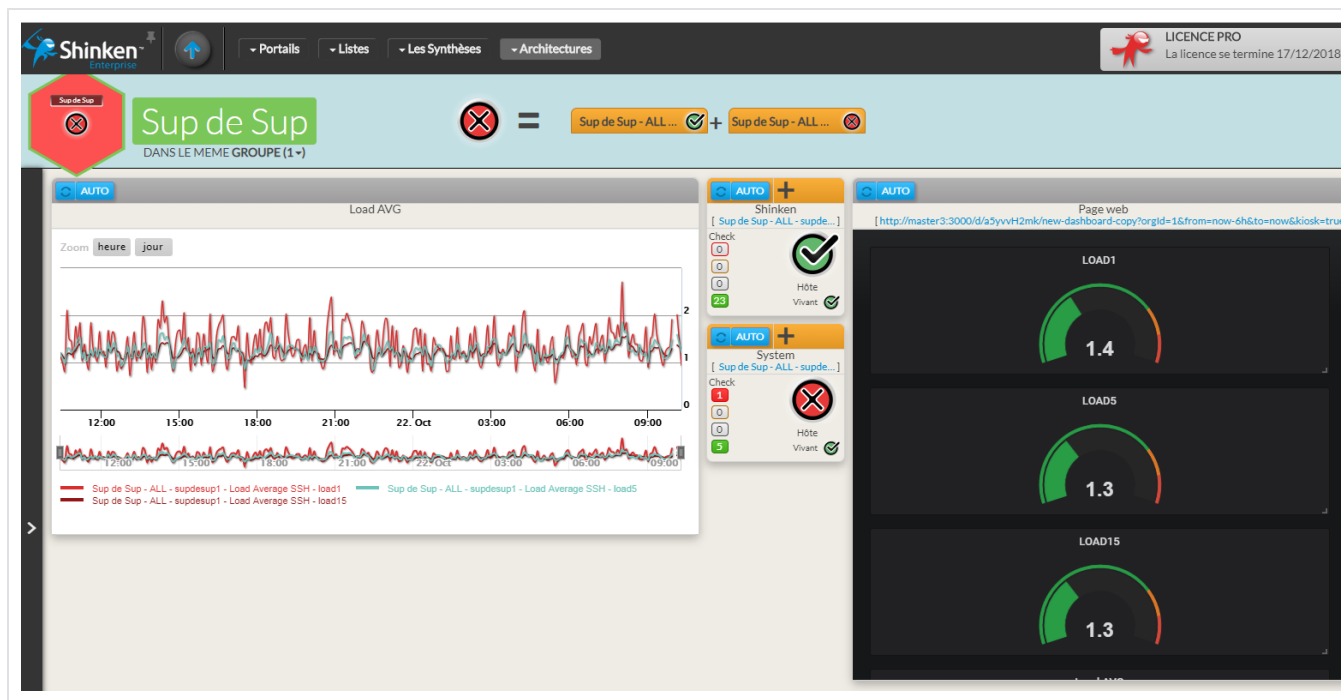 Shinken
Enterprise
Portails
Listes
Les Synthèses
Architectures
LICENCE PRO
La licence se termine 17/12/2018
Sup de Sup
Sup de Sup
DANS LE MEME GROUPE (1 )
=
Sup de Sup - ALL ...
+
Sup de Sup - ALL ...
AUTO
Load AVG
Zoom heure jour
2
1
0
12:00 15:00 18:00 21:00 22. Oct 03:00 06:00 09:00
12:00 15:00 18:00 21:00 22. Oct 03:00 06:00 09:00
Sup de Sup - ALL - supdesup1 - Load Average SSH - load1
Sup de Sup - ALL - supdesup1 - Load Average SSH - load5
Sup de Sup - ALL - supdesup1 - Load Average SSH - load15
AUTO +
Shinken
[ Sup de Sup - ALL - supde... ]
Check
0
0
0
23
Hôte
Vivant
AUTO +
System
[ Sup de Sup - ALL - supde... ]
Check
1
0
0
5
Hôte
Vivant
AUTO
Page web
[ http://master3:3000/d/a5yvvH2mk/new-dashboard-copy?orgId=1&from=now-6h&to=now&kiosk=true
LOAD1
1.4
LOAD5
1.3
LOAD15
1.3